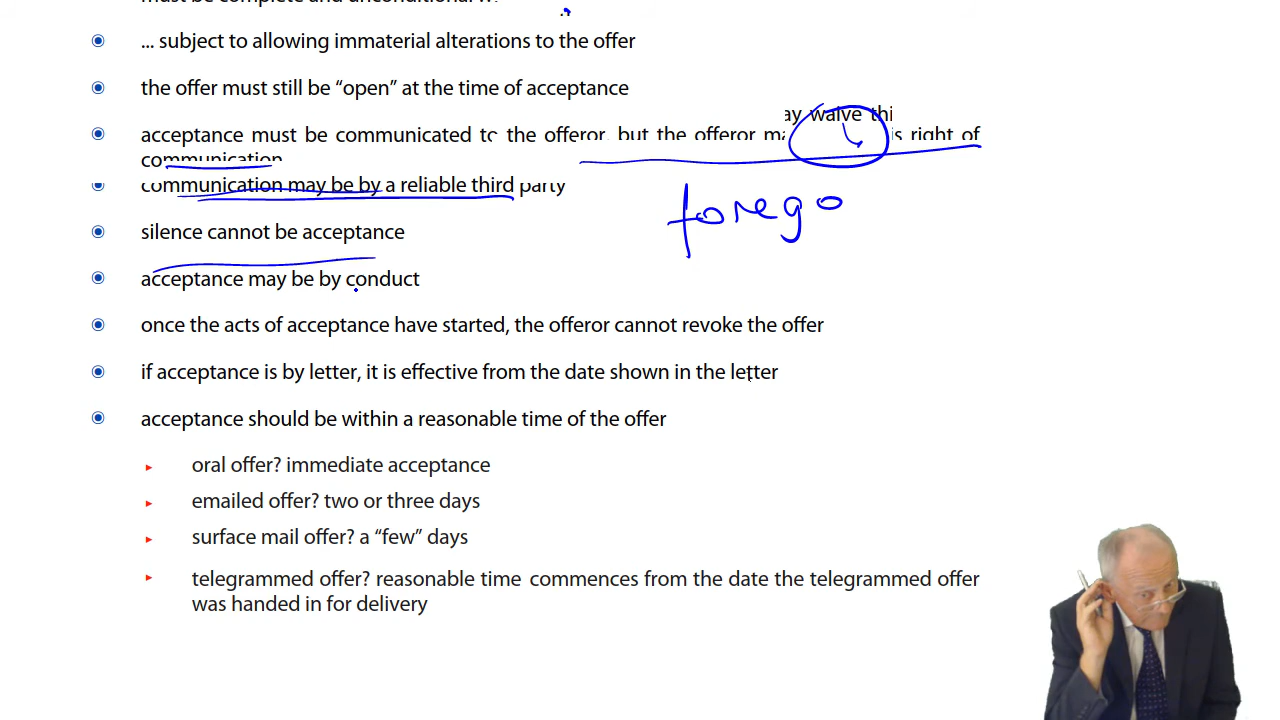 must be complete and unconditional
... subject to allowing immaterial alterations to the offer
the offer must still be “open” at the time of acceptance
acceptance must be communicated to the offeror, but the offeror may waive this right of
communication
communication may be by a reliable third party
forego
silence cannot be acceptance
acceptance may be by conduct
once the acts of acceptance have started, the offeror cannot revoke the offer
if acceptance is by letter, it is effective from the date shown in the letter
acceptance should be within a reasonable time of the offer
oral offer? immediate acceptance
emailed offer? two or three days
surface mail offer? a “few” days
telegrammed offer? reasonable time commences from the date the telegrammed offer
was handed in for delivery